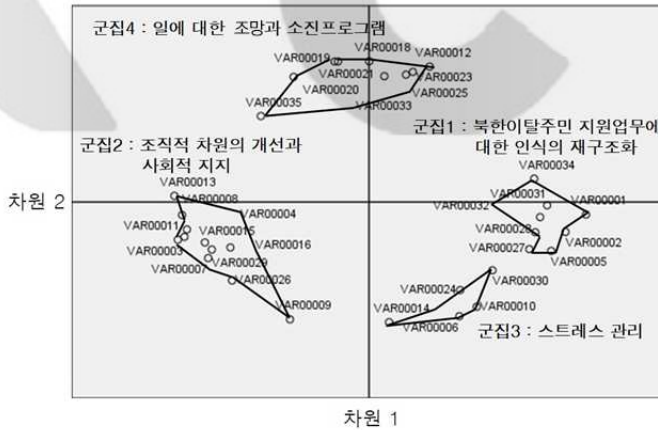 군집4 : 일에 대한 조망과 소진프로그램
VAR00018
VAR00019
VAR00012
VAR00021
VAR00023
VAR00020
VAR00025
VAR00035
VAR00033
군집1 : 북한이탈주민 지원업무에
대한 인식의 재구조화
군집2 : 조직적 차원의 개선과
사회적 지지
VAR00034
VAR00013
VAR00031
VAR00008
VAR00032
VAR00001
차원 2
VAR00004
VAR00011
VAR00015
VAR00028
VAR00002
VAR00003
VAR00016
VAR00027
VAR00005
VAR00007
VAR00029
VAR00026
VAR00030
VAR00024
VAR00009
VAR00014
VAR00010
VAR00006
군집3 : 스트레스 관리
차원 1